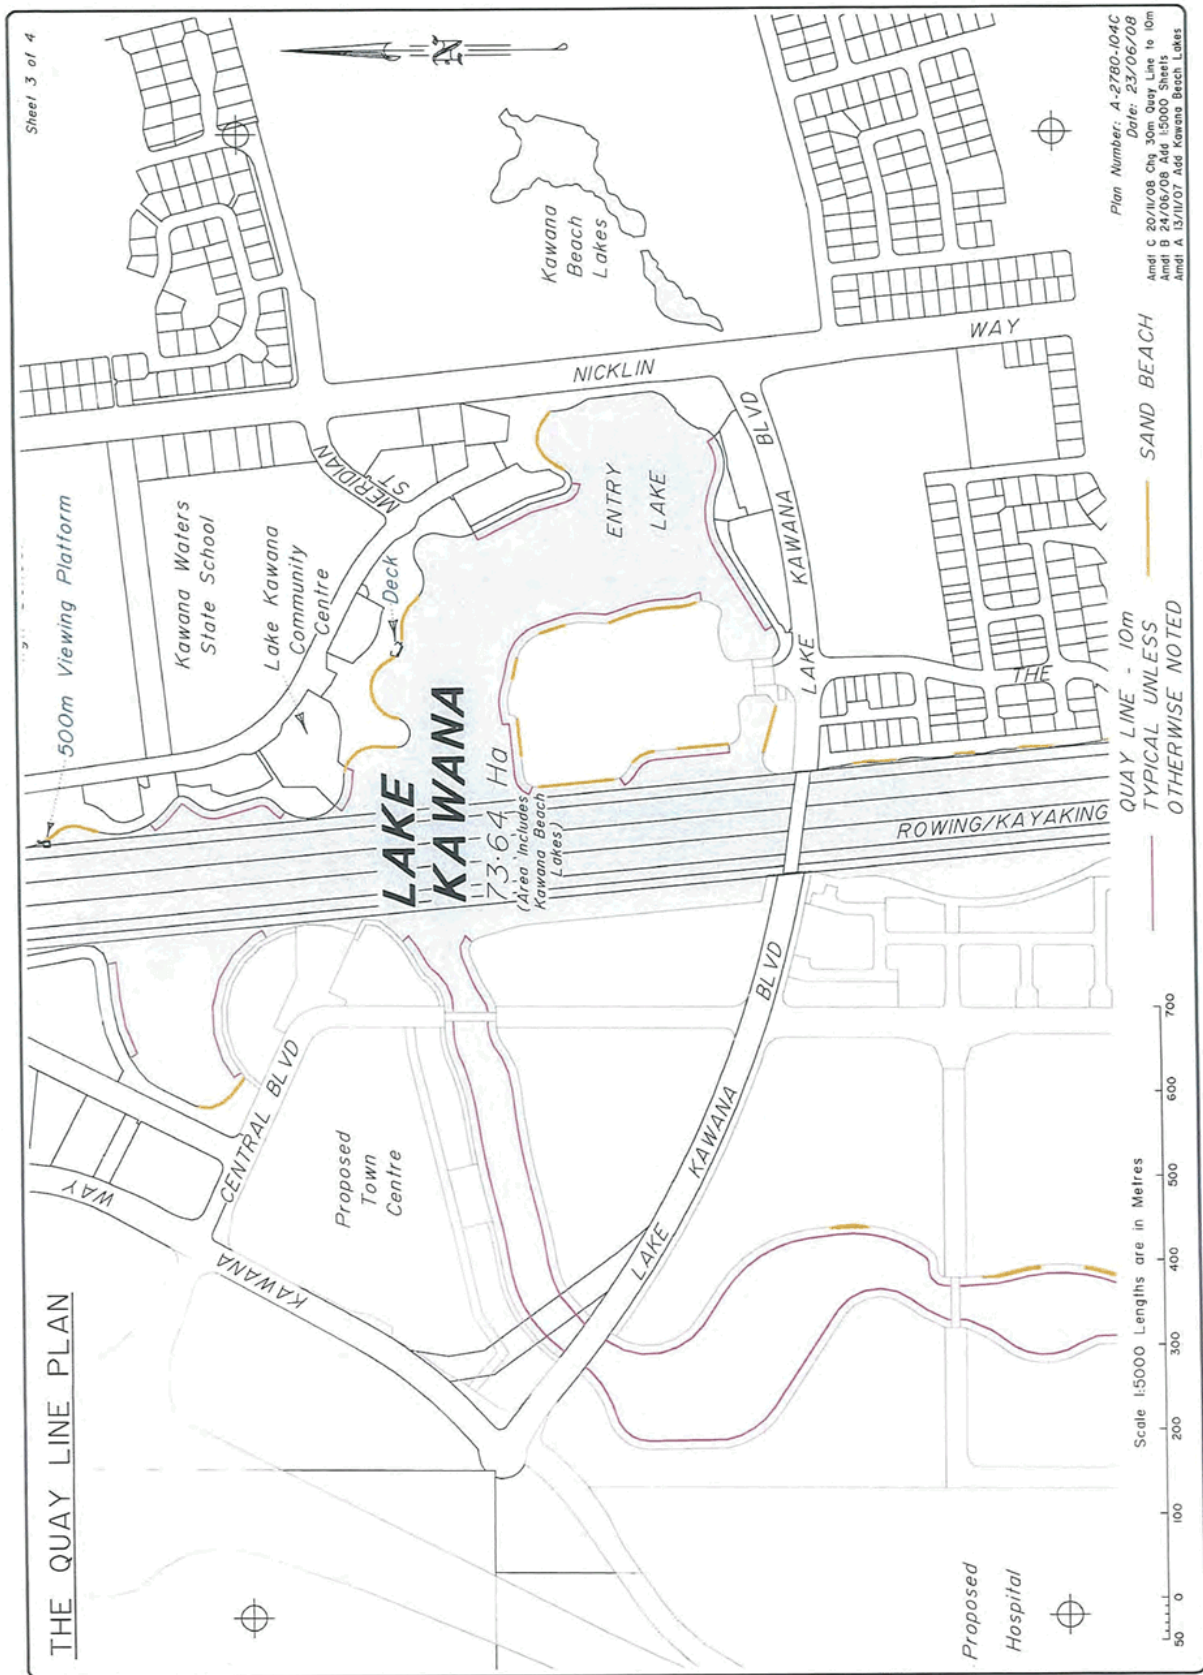 THE QUAY LINE PLAN
Sheet 3 of 4
500m Viewing Platform
Kawana Waters
State School
Lake Kawana
Community
Centre
MERIDIAN
ST
Deck
NICKLIN
WAY
Kawana
Beach
Lakes
ENTRY
LAKE
LAKE
KAWANA
73·64 Ha
(Area Includes
Kawana Beach
Lakes)
WAY
KAWANA
CENTRAL BLVD
Proposed
Town
Centre
LAKE
KAWANA
BLVD
LAKE
KAWANA
BLVD
THE
ROWING/KAYAKING
Proposed
Hospital
Scale 1:5000 Lengths are in Metres
50 0 100 200 300 400 500 600 700
QUAY LINE - 10m
TYPICAL UNLESS
OTHERWISE NOTED
SAND BEACH
Plan Number: A-2780-104C
Date: 23/06/08
Amdt C 20/11/08 Chg 30m Quay Line to 10m
Amdt B 24/06/08 Add 1:5000 Sheets
Amdt A 13/11/07 Add Kawana Beach Lakes